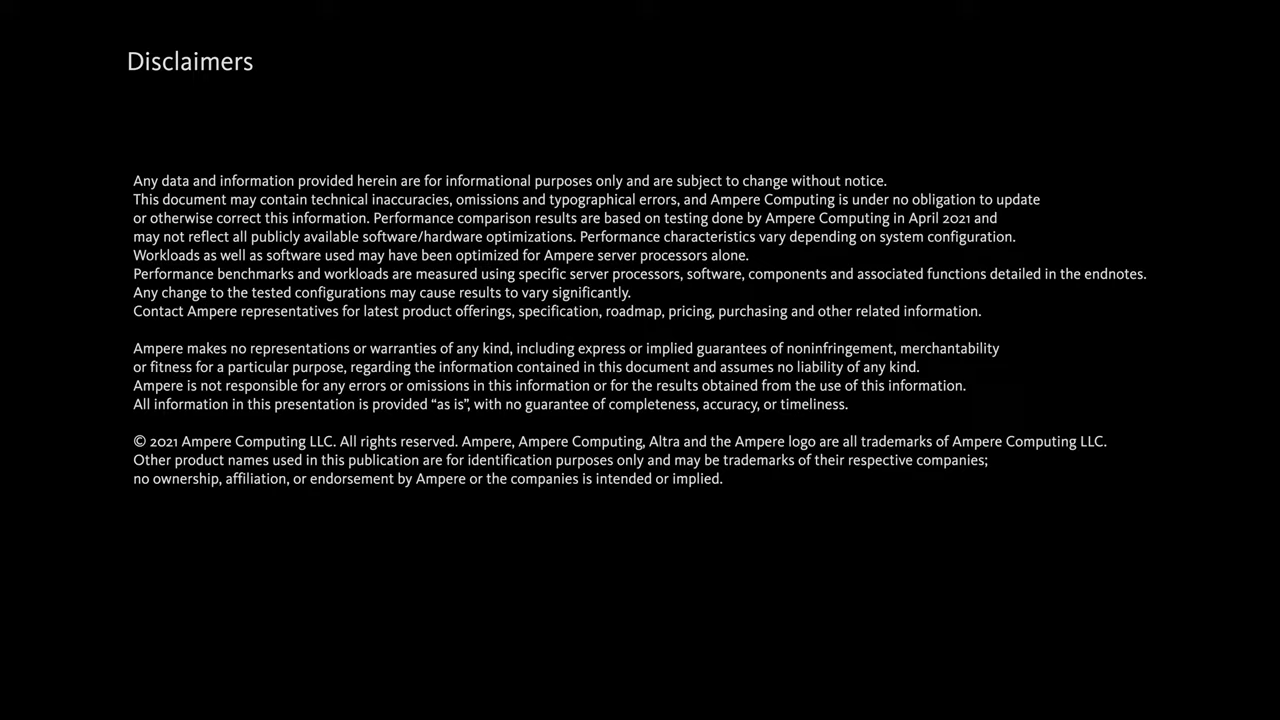 Disclaimers
Any data and information provided herein are for informational purposes only and are subject to change without notice.
This document may contain technical inaccuracies, omissions and typographical errors, and Ampere Computing is under no obligation to update
or otherwise correct this information. Performance comparison results are based on testing done by Ampere Computing in April 2021 and
may not reflect all publicly available software/hardware optimizations. Performance characteristics vary depending on system configuration.
Workloads as well as software used may have been optimized for Ampere server processors alone.
Performance benchmarks and workloads are measured using specific server processors, software, components and associated functions detailed in the endnotes.
Any change to the tested configurations may cause results to vary significantly.
Contact Ampere representatives for latest product offerings, specification, roadmap, pricing, purchasing and other related information.
Ampere makes no representations or warranties of any kind, including express or implied guarantees of noninfringement, merchantability
or fitness for a particular purpose, regarding the information contained in this document and assumes no liability of any kind.
Ampere is not responsible for any errors or omissions in this information or for the results obtained from the use of this information.
All information in this presentation is provided “as is”, with no guarantee of completeness, accuracy, or timeliness.
© 2021 Ampere Computing LLC. All rights reserved. Ampere, Ampere Computing, Altra and the Ampere logo are all trademarks of Ampere Computing LLC.
Other product names used in this publication are for identification purposes only and may be trademarks of their respective companies;
no ownership, affiliation, or endorsement by Ampere or the companies is intended or implied.